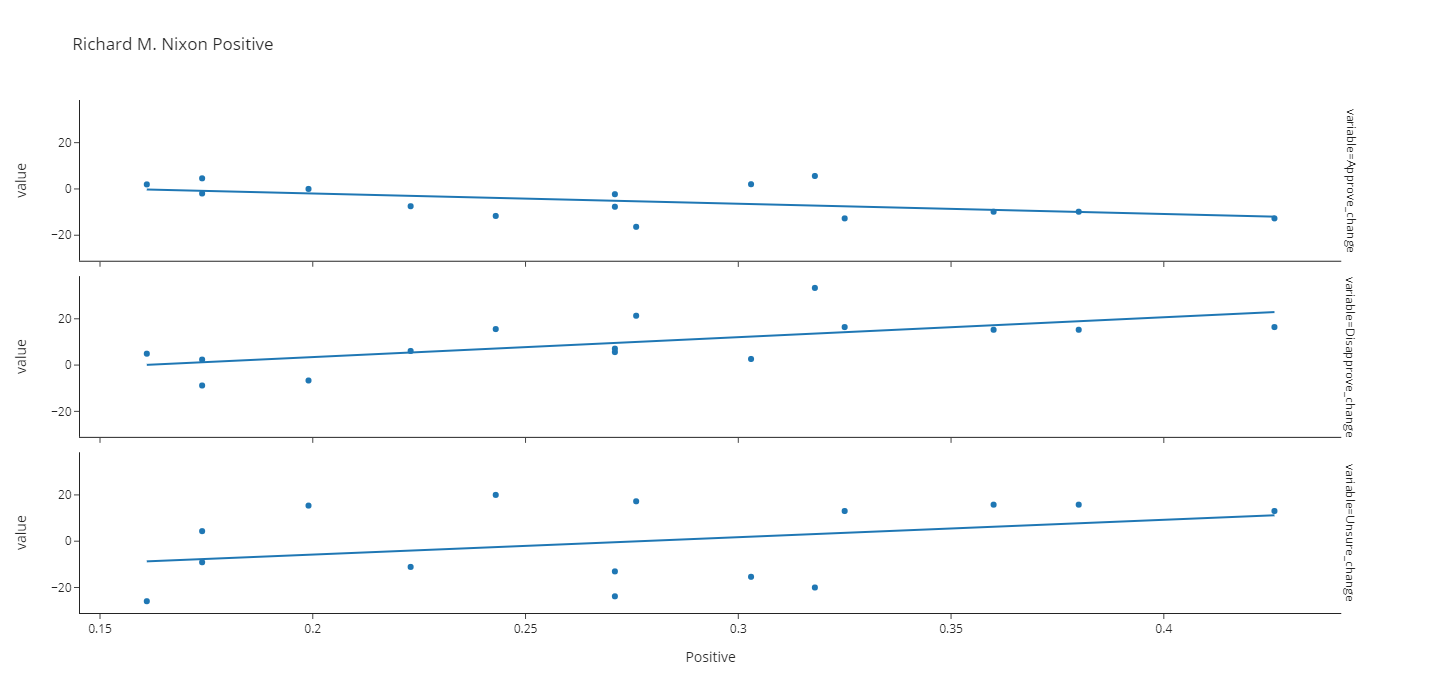 Richard M. Nixon Positive
value
20
0
−20
variable=Approve_change
value
20
0
−20
variable=Disapprove_change
value
20
0
−20
variable=Unsure_change
0.15 0.2 0.25 0.3 0.35 0.4
Positive